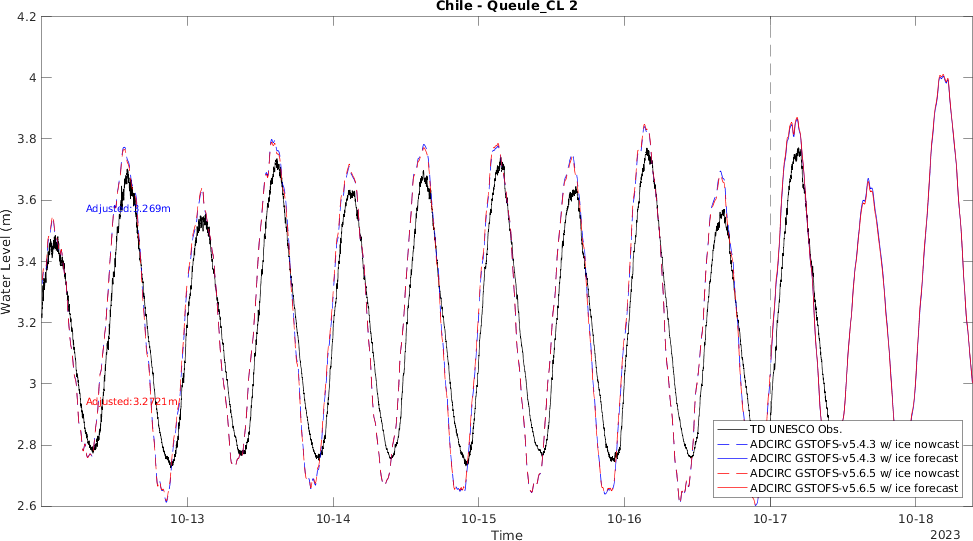 Chile - Queule_CL 2
4.2
4
3.8
3.6
3.4
3.2
3
2.8
2.6
Water Level (m)
Adjusted:3.269m
Adjusted:3.2721m
TD UNESCO Obs.
ADCIRC GSTOFS-v5.4.3 w/ ice nowcast
ADCIRC GSTOFS-v5.4.3 w/ ice forecast
ADCIRC GSTOFS-v5.6.5 w/ ice nowcast
ADCIRC GSTOFS-v5.6.5 w/ ice forecast
10-13 10-14 10-15 10-16 10-17 10-18
Time
2023